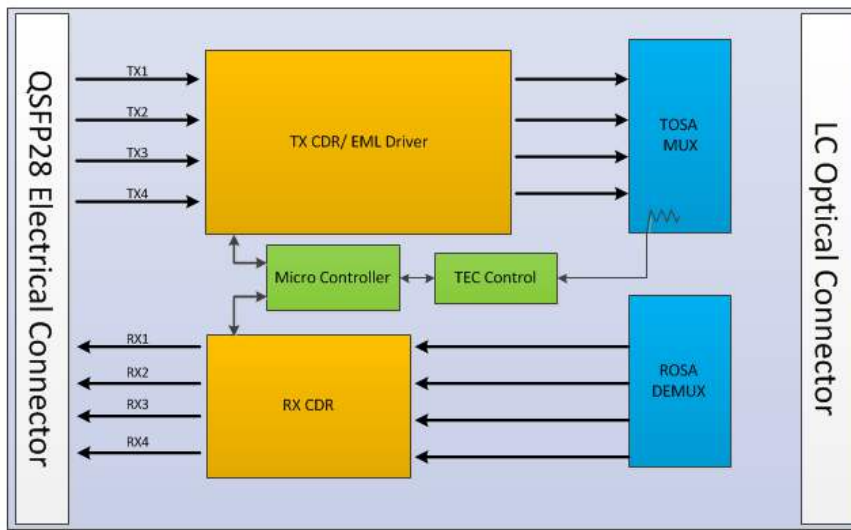 QSFP28 Electrical Connector
TX1
TX2
TX3
TX4
TX CDR/ EML Driver
TOSA
MUX
LC Optical Connector
Micro Controller
TEC Control
RX1
RX2
RX3
RX4
RX CDR
ROSA
DEMUX